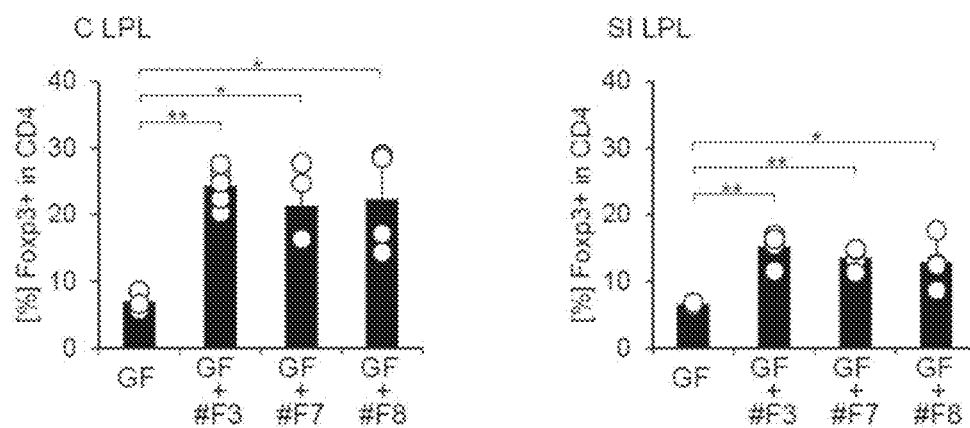 C LPL
[%] Foxp3+ in CD4
40
30
20
10
0
*
*
**
GF
GF
+
#F3
GF
+
#F7
GF
+
#F8
SI LPL
[%] Foxp3+ in CD4
40
30
20
10
0
*
**
**
GF
GF
+
#F3
GF
+
#F7
GF
+
#F8